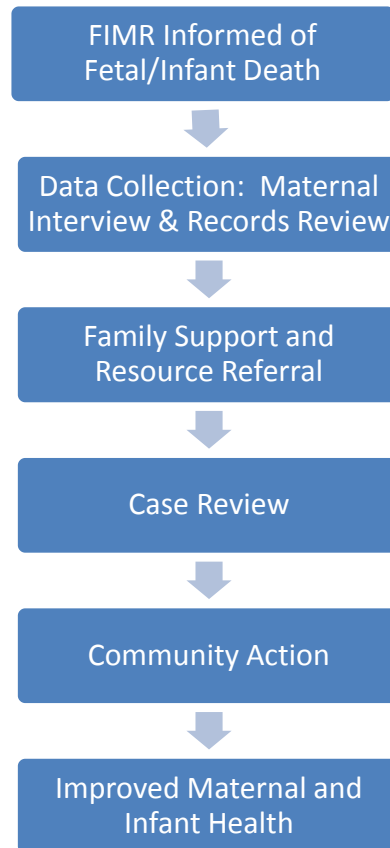 FIMR Informed of
Fetal/Infant Death
Data Collection: Maternal
Interview & Records Review
Family Support and
Resource Referral
Case Review
Community Action
Improved Maternal and
Infant Health